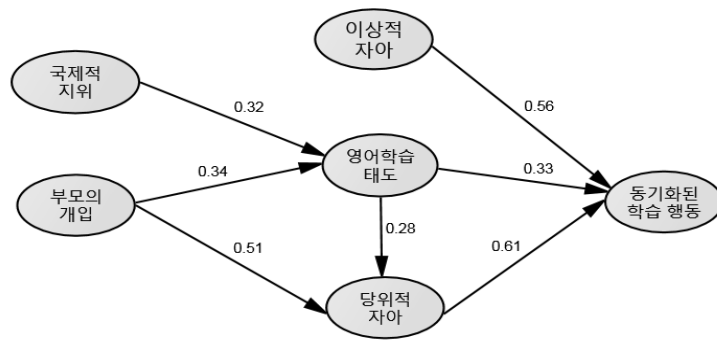 이상적
자아
국제적
지위
0.56
0.32
영어학습
태도
0.34
0.33
동기화된
학습 행동
부모의
개입
0.28
0.51
0.61
당위적
자아